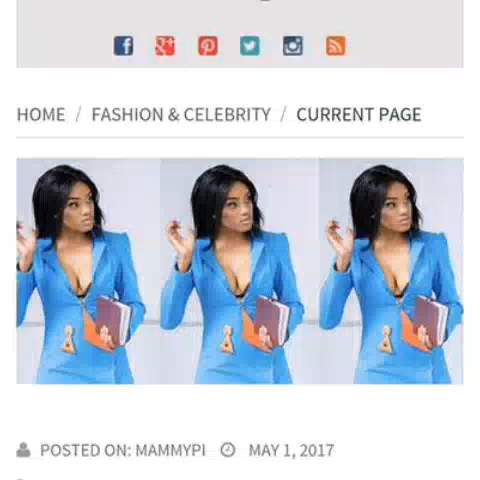 HOME / FASHION & CELEBRITY / CURRENT PAGE
POSTED ON: MAMMYPI MAY 1, 2017